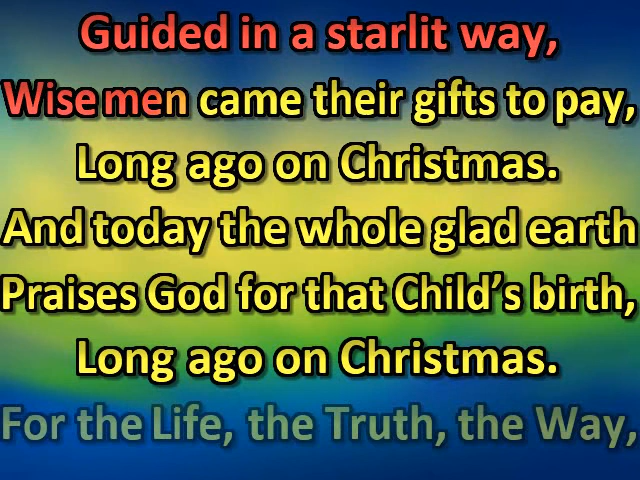 Guided in a starlit way,
Wise men came their gifts to pay,
Long ago on Christmas.
And today the whole glad earth
Praises God for that Child's birth,
Long ago on Christmas.
For the Life, the Truth, the Way,